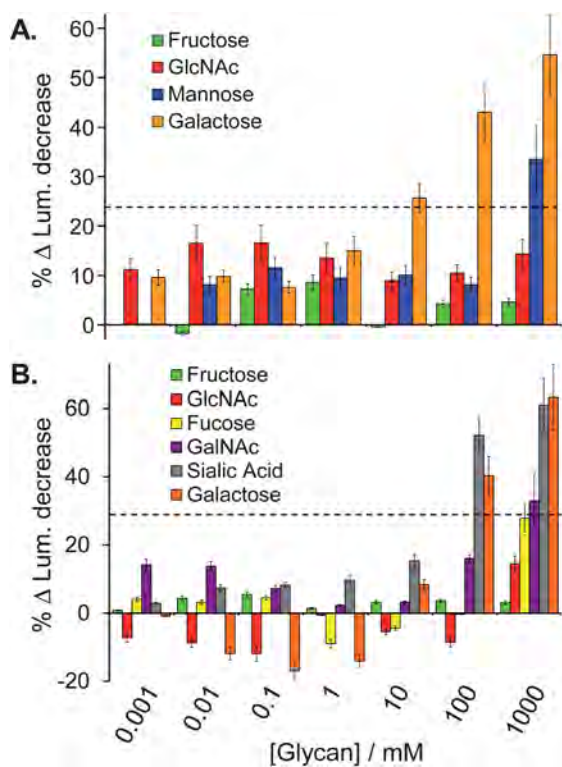 A.
60
50
40
30
20
10
0
% Δ Lum. decrease
Fructose
GlcNAc
Mannose
Galactose
B.
60
40
20
0
-20
% Δ Lum. decrease
Fructose
GlcNAc
Fucose
GalNAc
Sialic Acid
Galactose
0.001 0.01 0.1 1 10 100 1000
[Glycan] / mM